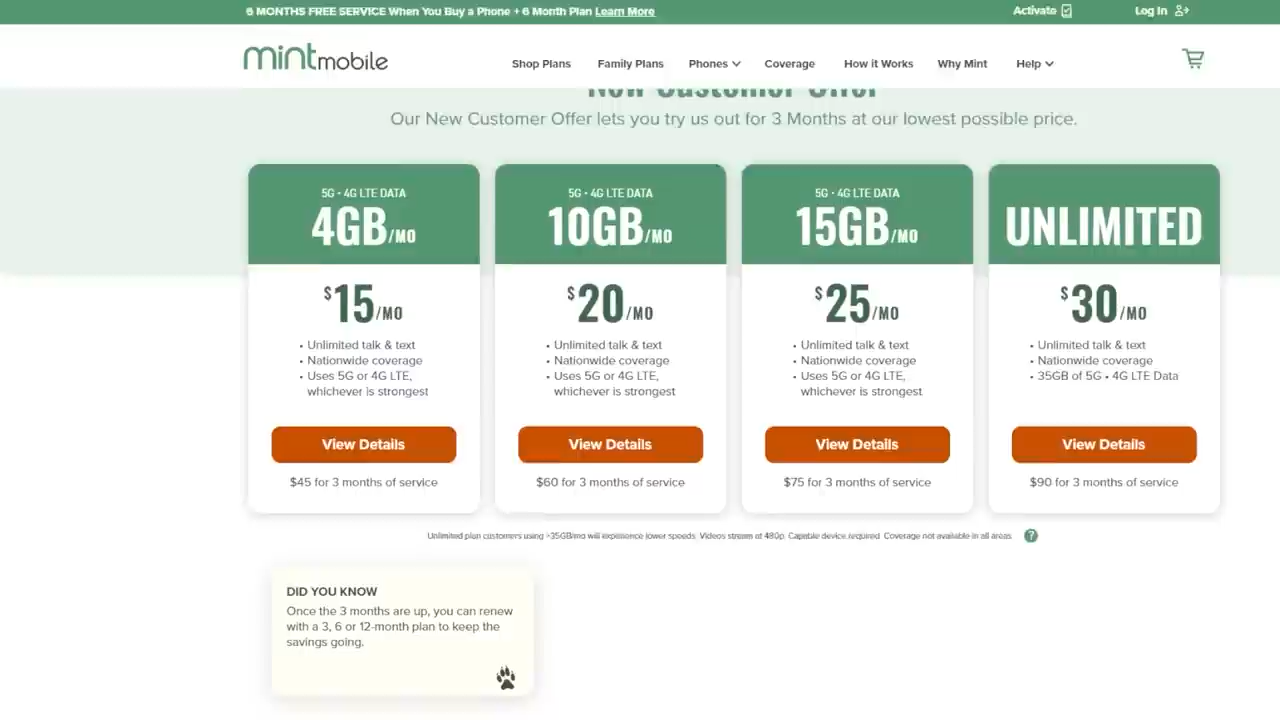 6 MONTHS FREE SERVICE When You Buy a Phone + 6 Month Plan Learn More
Activate
Log In
mintmobile
Shop Plans
Family Plans
Phones
Coverage
How it Works
Why Mint
Help
New Customer Offer
Our New Customer Offer lets you try us out for 3 Months at our lowest possible price.
5G • 4G LTE DATA
4GB/MO
$15/MO
• Unlimited talk & text
• Nationwide coverage
• Uses 5G or 4G LTE,
whichever is strongest
View Details
$45 for 3 months of service
5G • 4G LTE DATA
10GB/MO
$20/MO
• Unlimited talk & text
• Nationwide coverage
• Uses 5G or 4G LTE,
whichever is strongest
View Details
$60 for 3 months of service
5G • 4G LTE DATA
15GB/MO
$25/MO
• Unlimited talk & text
• Nationwide coverage
• Uses 5G or 4G LTE,
whichever is strongest
View Details
$75 for 3 months of service
UNLIMITED
$30/MO
• Unlimited talk & text
• Nationwide coverage
• 35GB of 5G • 4G LTE Data
View Details
$90 for 3 months of service
Unlimited plan customers using >35GB/mo will experience lower speeds. Videos stream at 480p. Capable device required. Coverage not available in all areas.
?
DID YOU KNOW
Once the 3 months are up, you can renew
with a 3, 6 or 12-month plan to keep the
savings going.